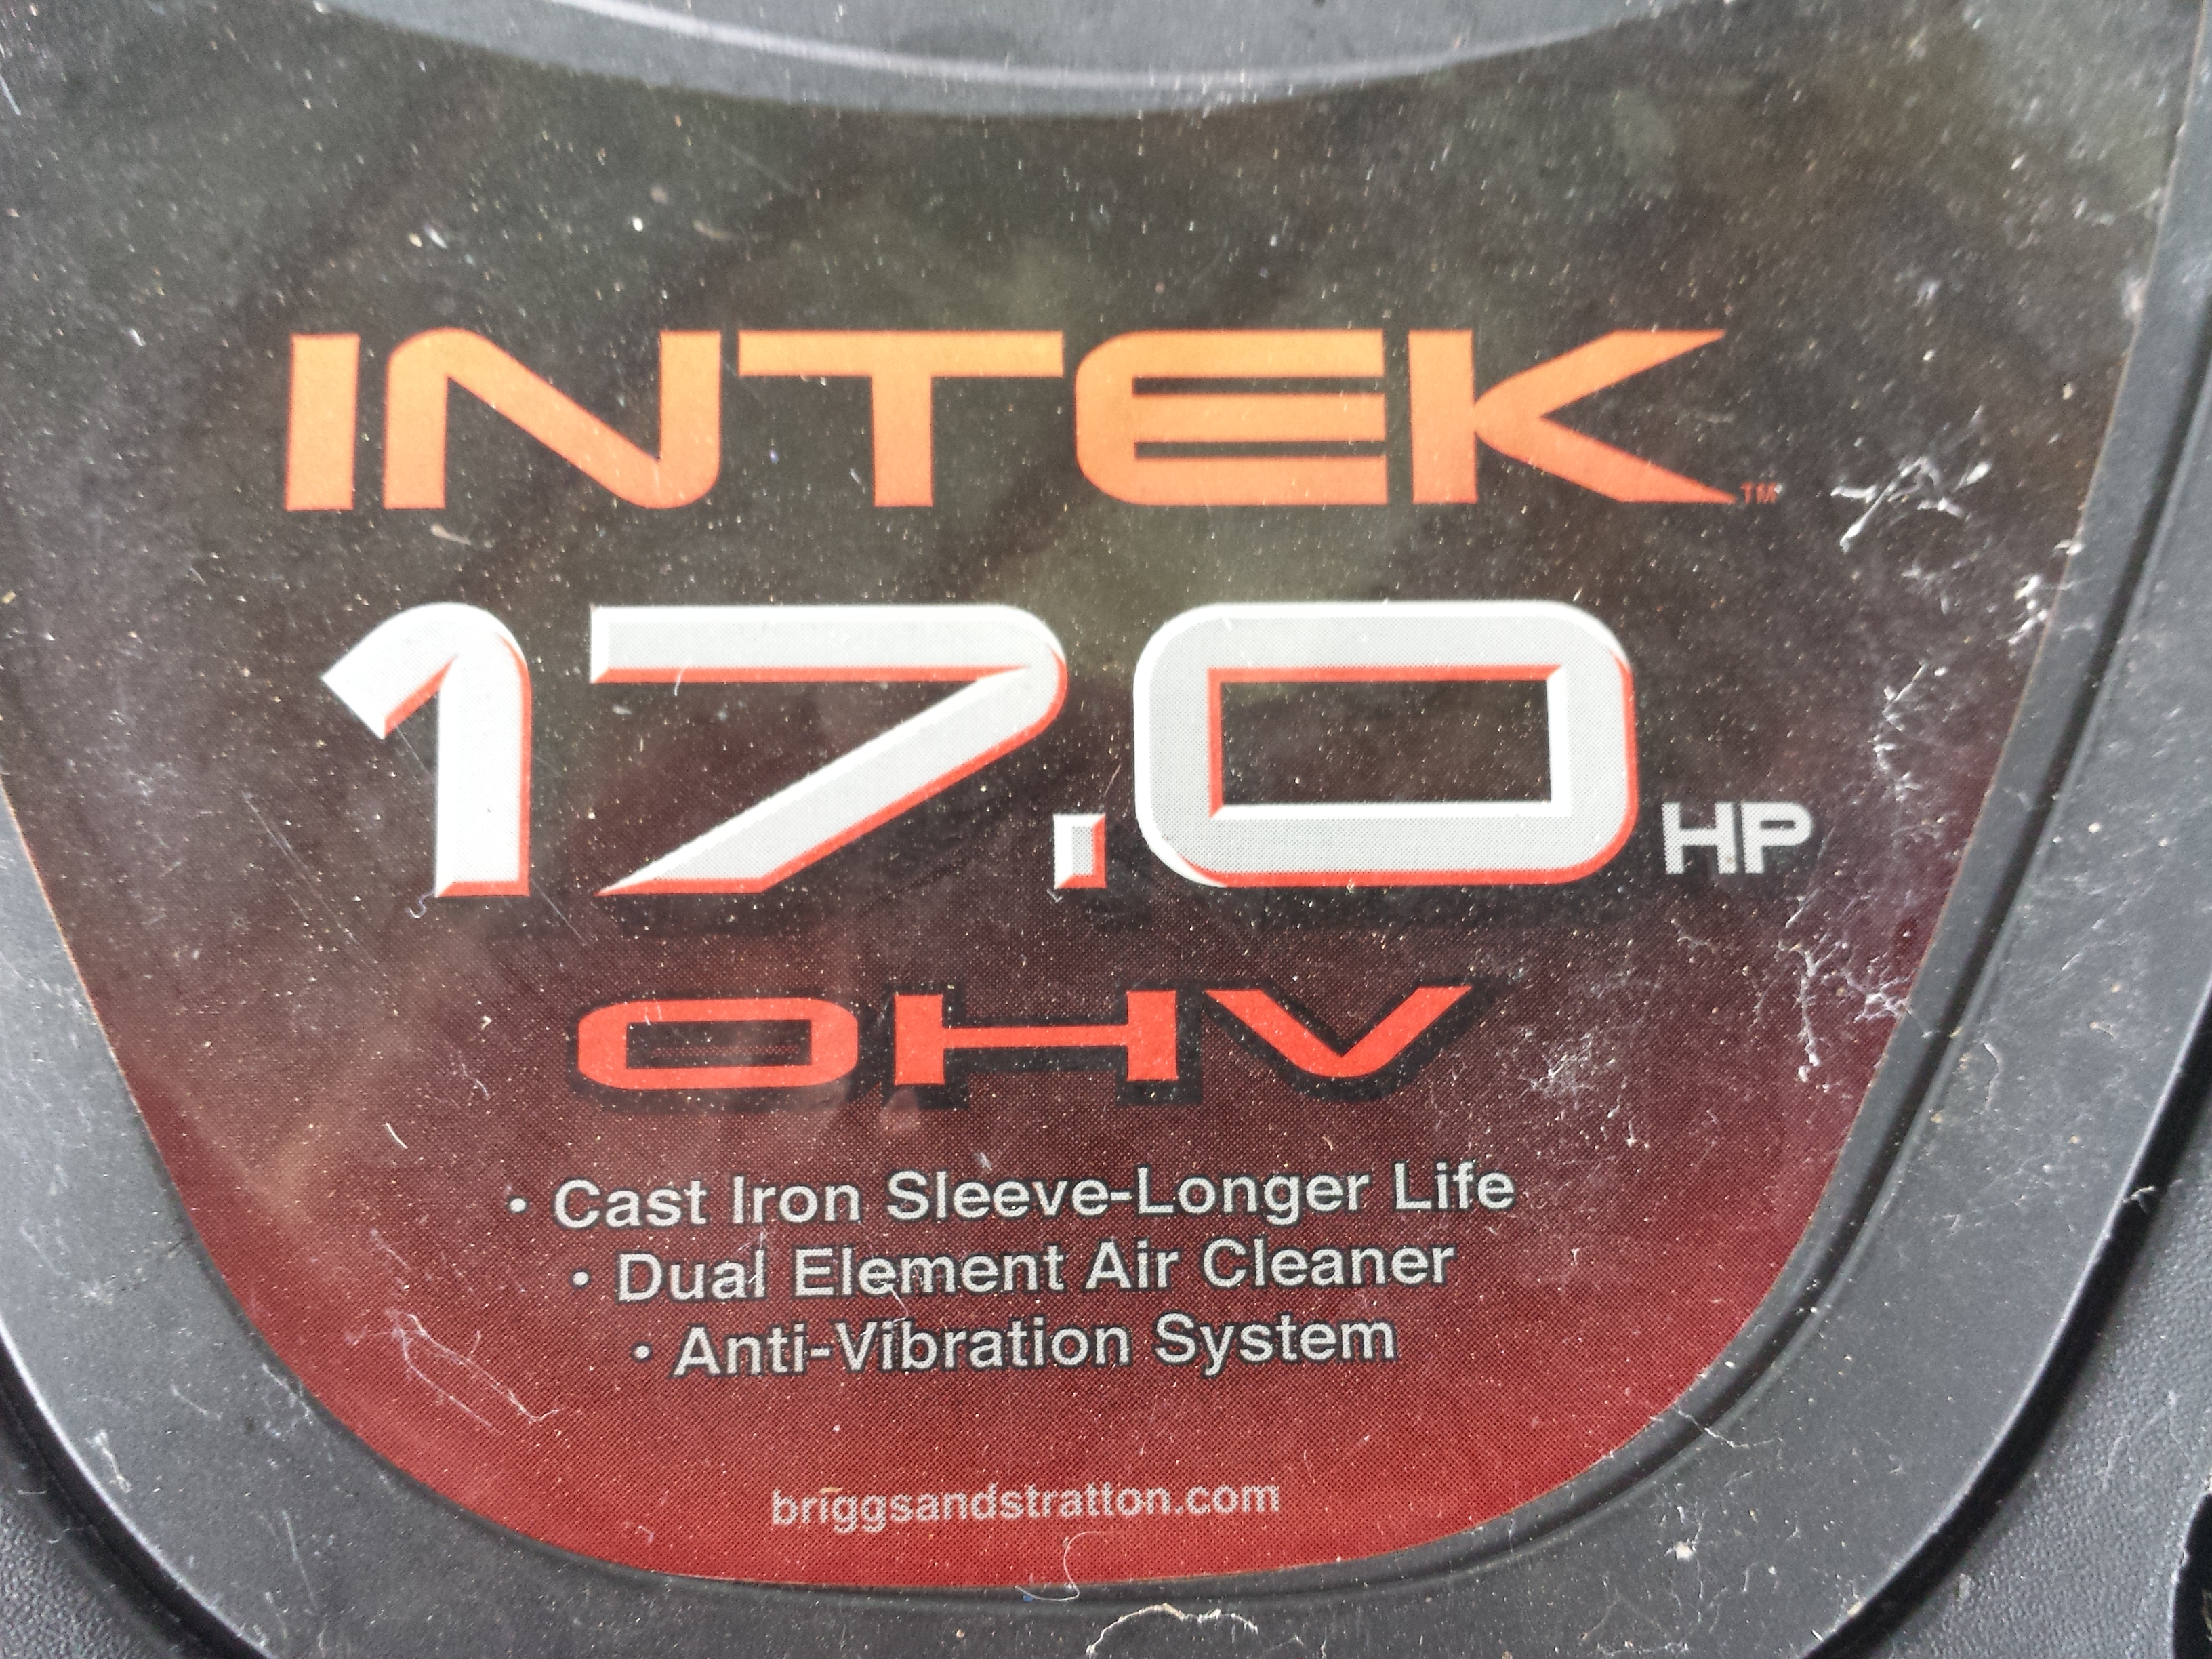 INTEK™
17.0 HP
OHV
• Cast Iron Sleeve-Longer Life
• Dual Element Air Cleaner
• Anti-Vibration System
briggsandstratton.com